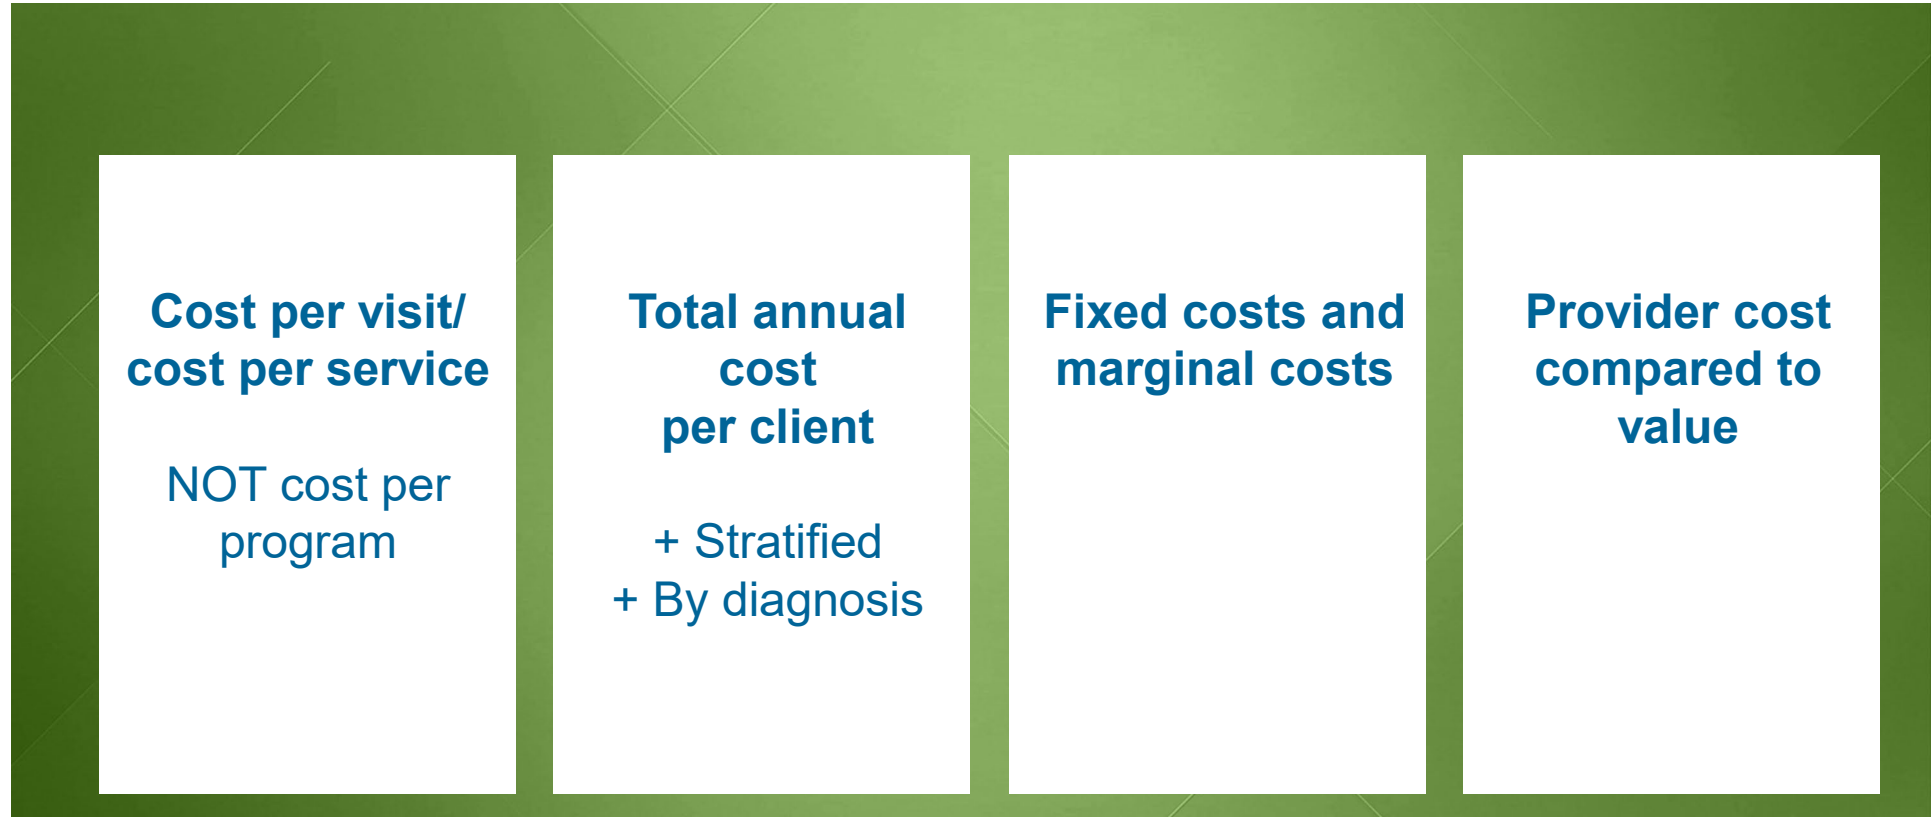 Cost per visit/
cost per service
NOT cost per
program
Total annual
cost
per client
+ Stratified
+ By diagnosis
Fixed costs and
marginal costs
Provider cost
compared to
value